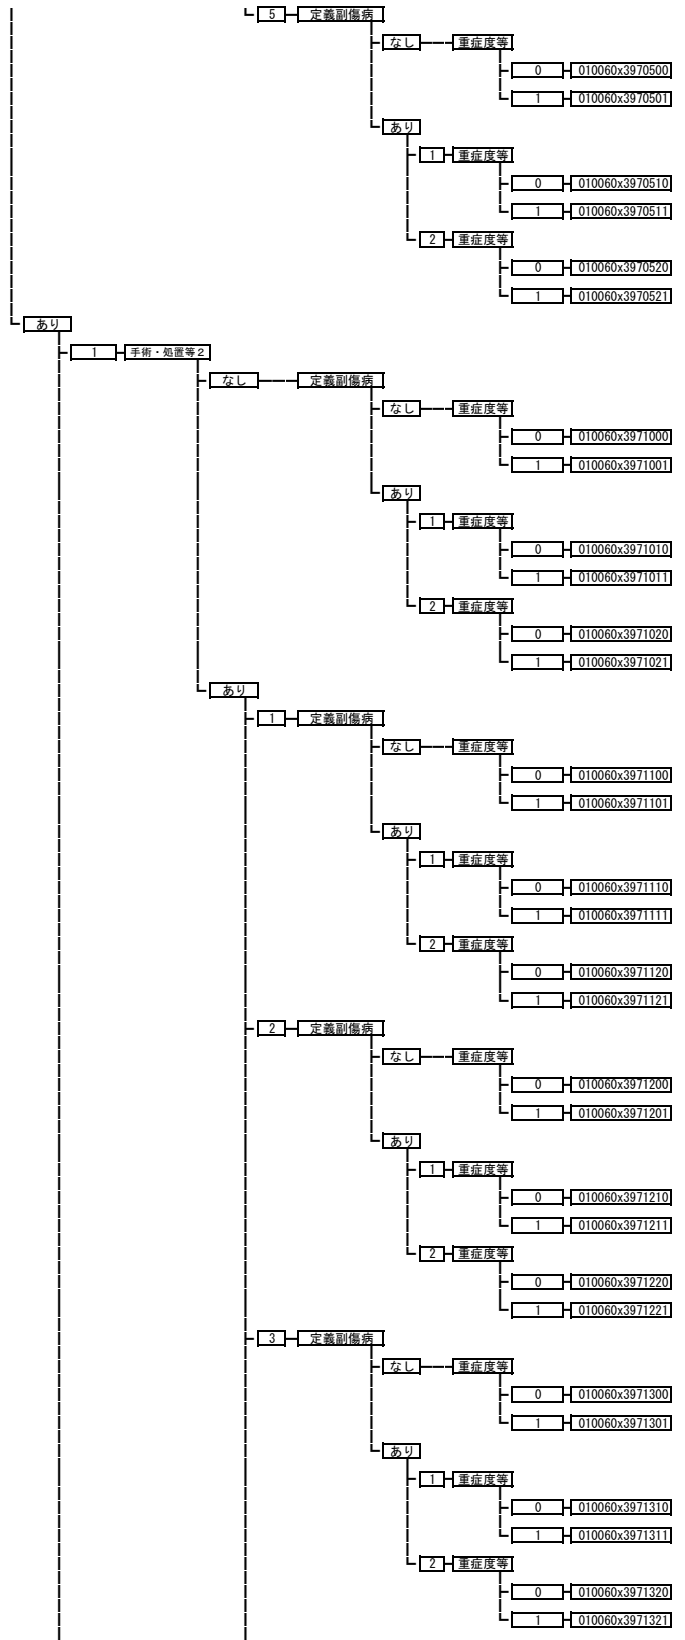 5 定義副傷病
なし 重症度等
0 010060x3970500
1 010060x3970501
あり
1 重症度等
0 010060x3970510
1 010060x3970511
2 重症度等
0 010060x3970520
1 010060x3970521
あり
1 手術・処置等2
なし 定義副傷病
なし 重症度等
0 010060x3971000
1 010060x3971001
あり
1 重症度等
0 010060x3971010
1 010060x3971011
2 重症度等
0 010060x3971020
1 010060x3971021
あり
1 定義副傷病
なし 重症度等
0 010060x3971100
1 010060x3971101
あり
1 重症度等
0 010060x3971110
1 010060x3971111
2 重症度等
0 010060x3971120
1 010060x3971121
2 定義副傷病
なし 重症度等
0 010060x3971200
1 010060x3971201
あり
1 重症度等
0 010060x3971210
1 010060x3971211
2 重症度等
0 010060x3971220
1 010060x3971221
3 定義副傷病
なし 重症度等
0 010060x3971300
1 010060x3971301
あり
1 重症度等
0 010060x3971310
1 010060x3971311
2 重症度等
0 010060x3971320
1 010060x3971321